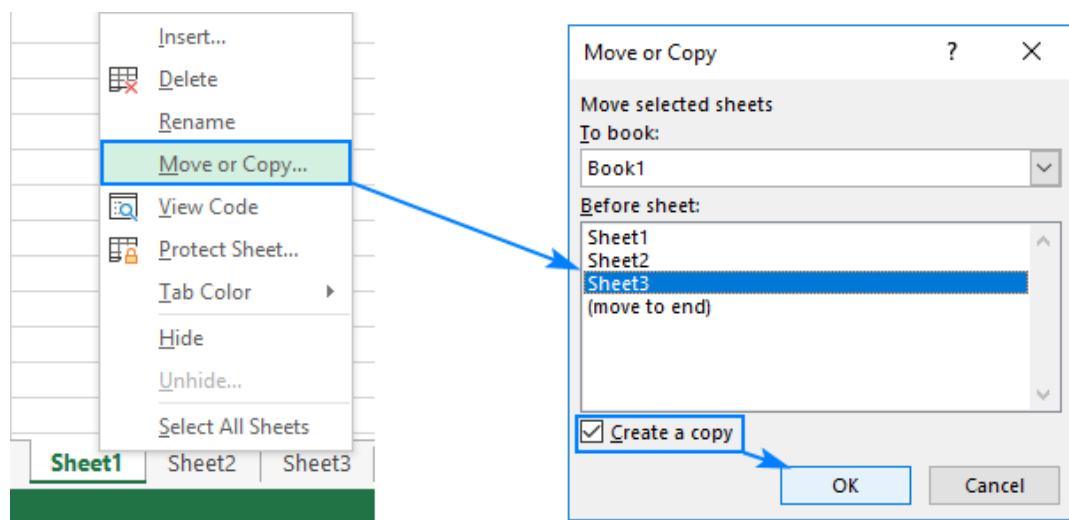 Insert...
Delete
Rename
Move or Copy...
View Code
Protect Sheet...
Tab Color
Hide
Unhide...
Select All Sheets
Sheet1 Sheet2 Sheet3
Move or Copy ? ×
Move selected sheets
To book:
Book1
Before sheet:
Sheet1
Sheet2
Sheet3
(move to end)
Create a copy
OK Cancel